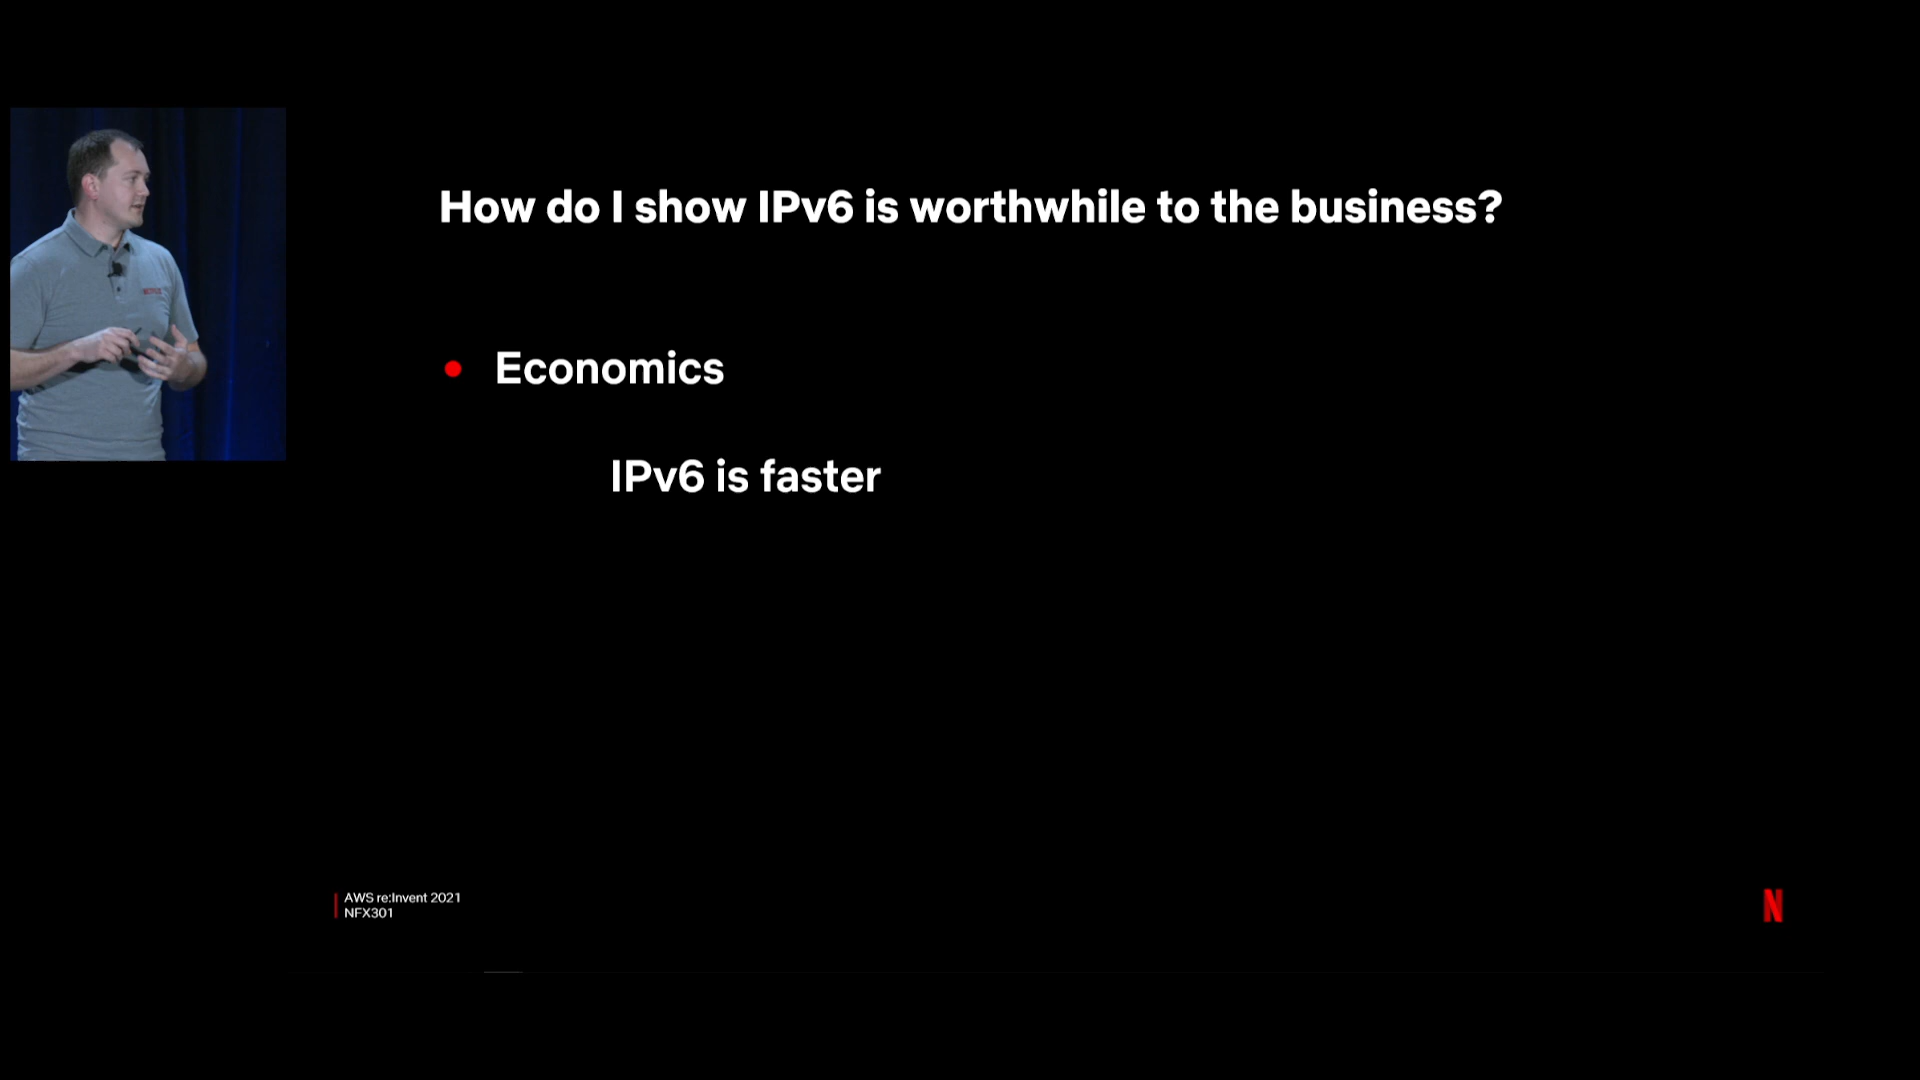 How do I show IPv6 is worthwhile to the business?
Economics
IPv6 is faster
AWS re:Invent 2021
NFX301
N